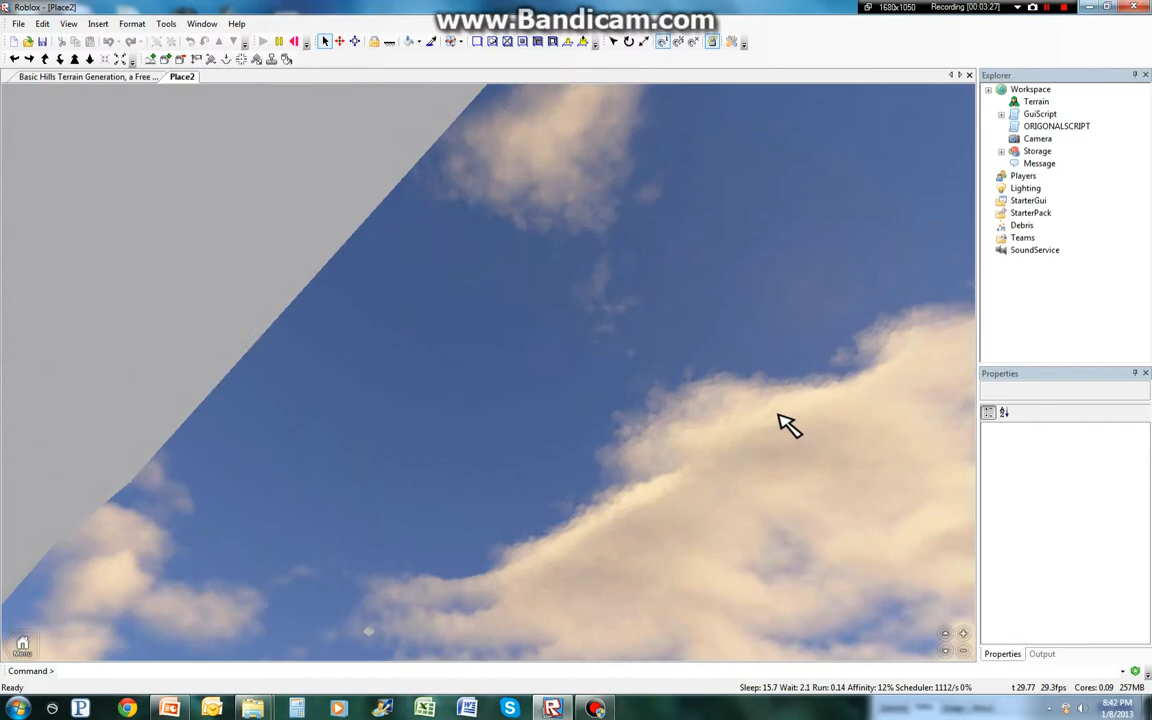 Roblox - [Place2]
www.Bandicam.com
1680x1050
Recording [00:03:27]
File Edit View Insert Format Tools Window Help
Basic Hills Terrain Generation, a Free ...
Place2
Explorer
Workspace
Terrain
GuiScript
ORIGONALSCRIPT
Camera
Storage
Message
Players
Lighting
StarterGui
StarterPack
Debris
Teams
SoundService
Properties
Menu
Properties Output
Command >
Ready
Sleep: 15.7 Wait: 2.1 Run: 0.14 Affinity: 12% Scheduler: 1112/s 0%
t 29.77 29.3fps
Cores: 0.09
257MB
8:42 PM
1/8/2013